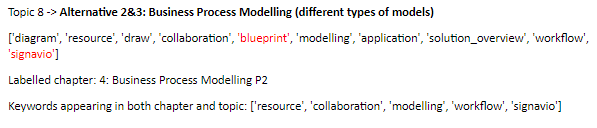 Topic 8 -> Alternative 2&3: Business Process Modelling (different types of models)
['diagram', 'resource', 'draw', 'collaboration', 'blueprint', 'modelling', 'application', 'solution_overview', 'workflow',
'signavio']
Labelled chapter: 4: Business Process Modelling P2
Keywords appearing in both chapter and topic: ['resource', 'collaboration', 'modelling', 'workflow', 'signavio']